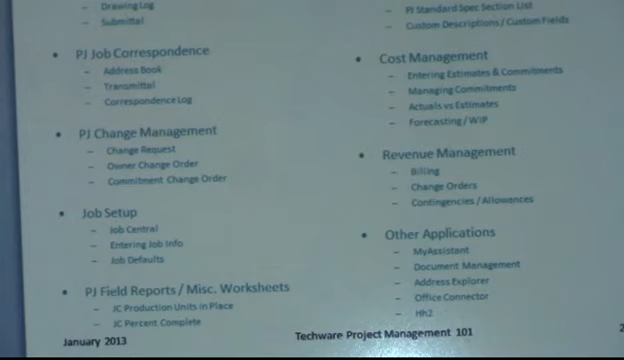 – Drawing Log
– Submittal
• PJ Job Correspondence
– Address Book
– Transmittal
– Correspondence Log
• PJ Change Management
– Change Request
– Owner Change Order
– Commitment Change Order
• Job Setup
– Job Central
– Entering Job Info
– Job Defaults
• PJ Field Reports / Misc. Worksheets
– JC Production Units in Place
– JC Percent Complete
– PJ Standard Spec Section List
– Custom Descriptions / Custom Fields
• Cost Management
– Entering Estimates & Commitments
– Managing Commitments
– Actuals vs Estimates
– Forecasting / WIP
• Revenue Management
– Billing
– Change Orders
– Contingencies / Allowances
• Other Applications
– MyAssistant
– Document Management
– Address Explorer
– Office Connector
– Hh2
January 2013
Techware Project Management 101
2